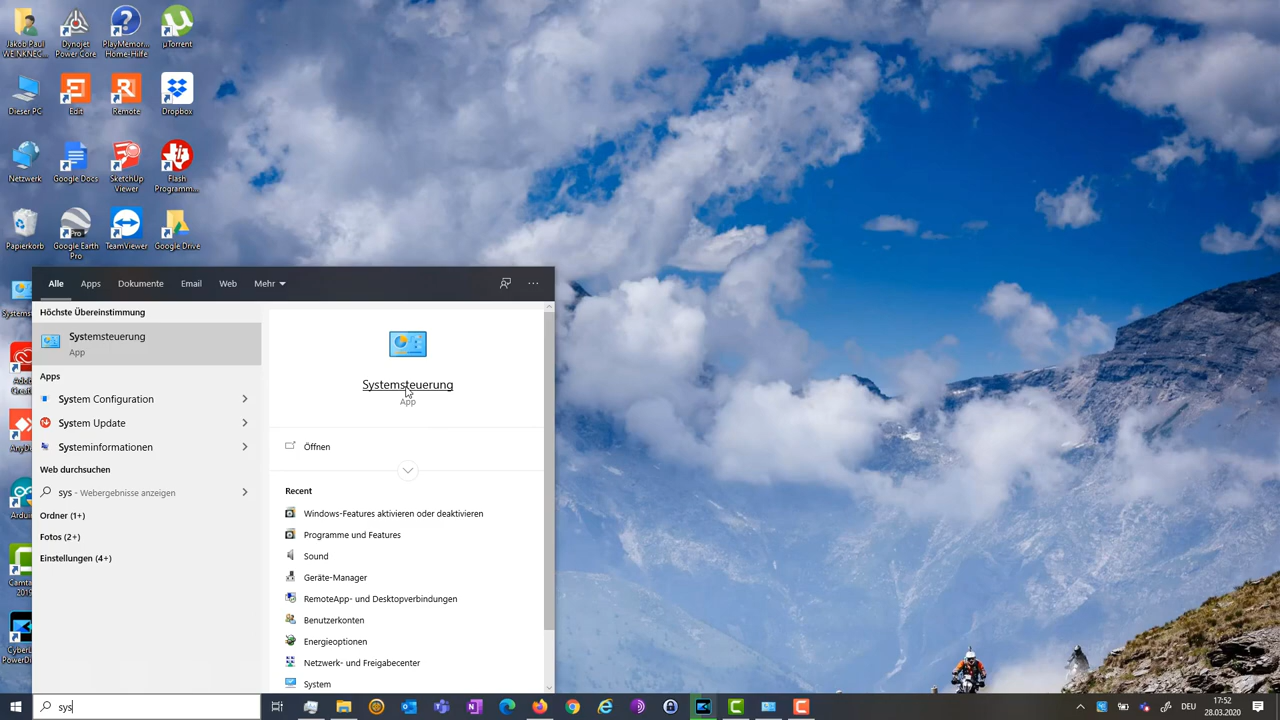 Jakob Paul WEINKNEC...
Dynojet Power Core
PlayMemor... Home-Hilfe
µTorrent
Dieser PC
Edit
Remote
Dropbox
Netzwerk
Google Docs
SketchUp Viewer
Flash Programm...
Papierkorb
Google Earth Pro
TeamViewer
Google Drive
Alle
Apps
Dokumente
Email
Web
Mehr
Höchste Übereinstimmung
Systemsteuerung
App
Apps
System Configuration
System Update
Systeminformationen
Web durchsuchen
sys - Webergebnisse anzeigen
Ordner (1+)
Fotos (2+)
Einstellungen (4+)
Systemsteuerung
App
Öffnen
Recent
Windows-Features aktivieren oder deaktivieren
Programme und Features
Sound
Geräte-Manager
RemoteApp- und Desktopverbindungen
Benutzerkonten
Energieoptionen
Netzwerk- und Freigabecenter
System
sys
DEU
17:52
28.03.2020